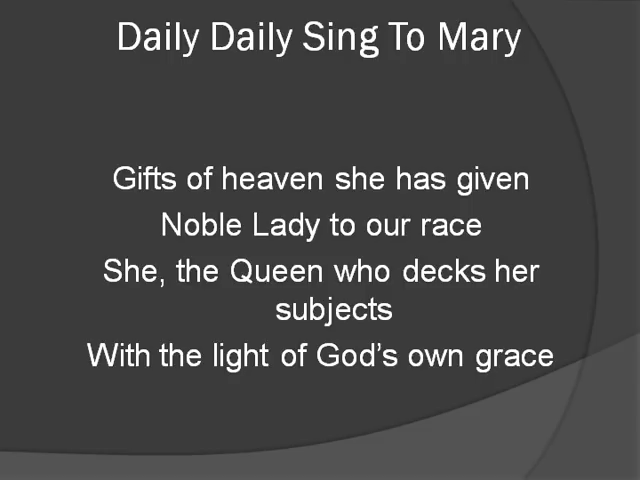 Daily Daily Sing To Mary
Gifts of heaven she has given
Noble Lady to our race
She, the Queen who decks her
subjects
With the light of God’s own grace